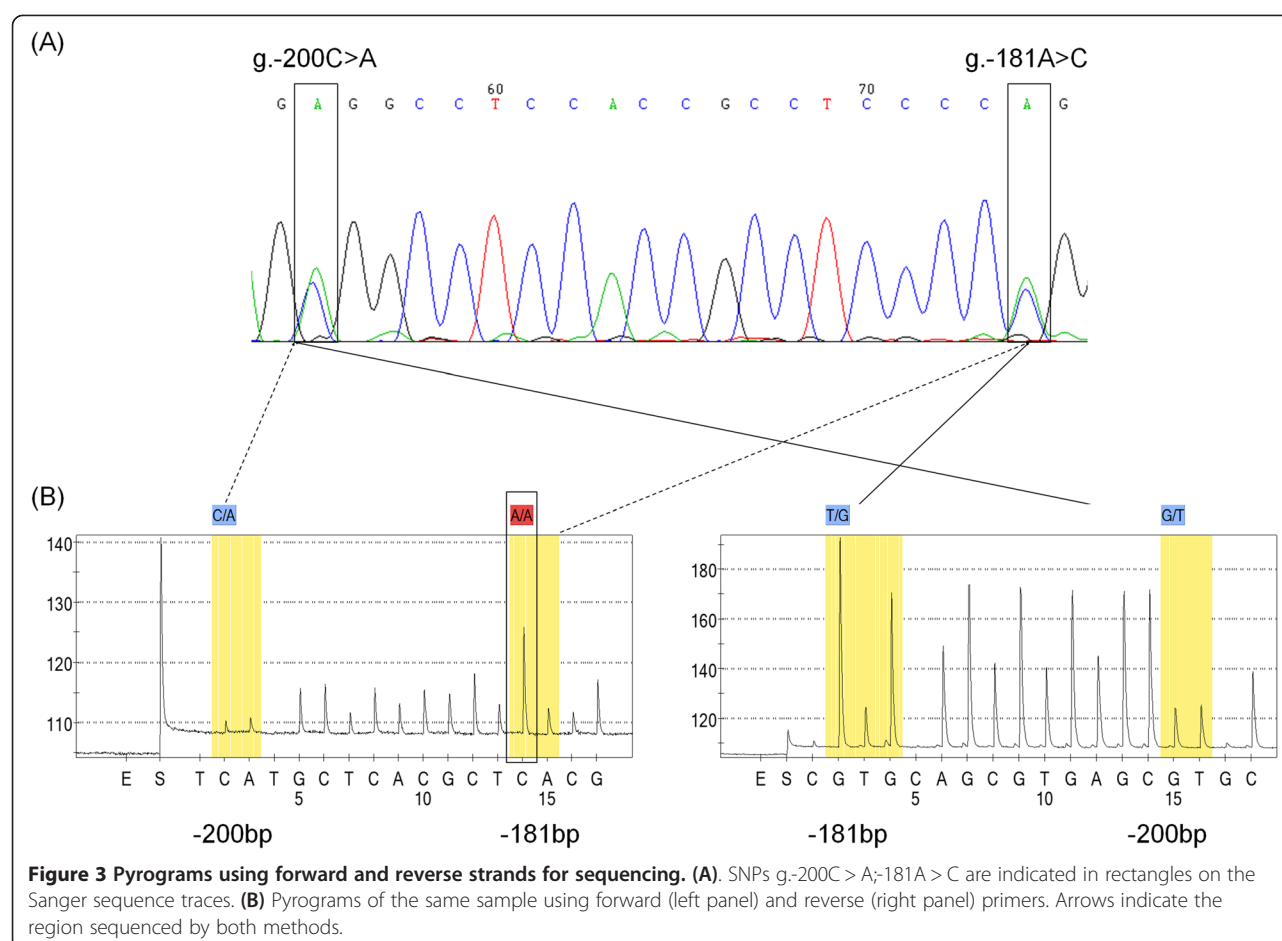 (A)
g.-200C>A g.-181A>C
60 70
G A G G C C T C C A C C G C C T C C C C A G
(B)
C/A A/A T/G G/T
140
130
120
110
180
160
140
120
E S T C A T G C T C A C G C T C A C G
5 10 15
E S C G T G C A G C G T G A G C G T G C
5 10 15
-200bp -181bp -181bp -200bp
Figure 3 Pyrograms using forward and reverse strands for sequencing. (A). SNPs g.-200C > A;-181A > C are indicated in rectangles on the
Sanger sequence traces. (B) Pyrograms of the same sample using forward (left panel) and reverse (right panel) primers. Arrows indicate the
region sequenced by both methods.